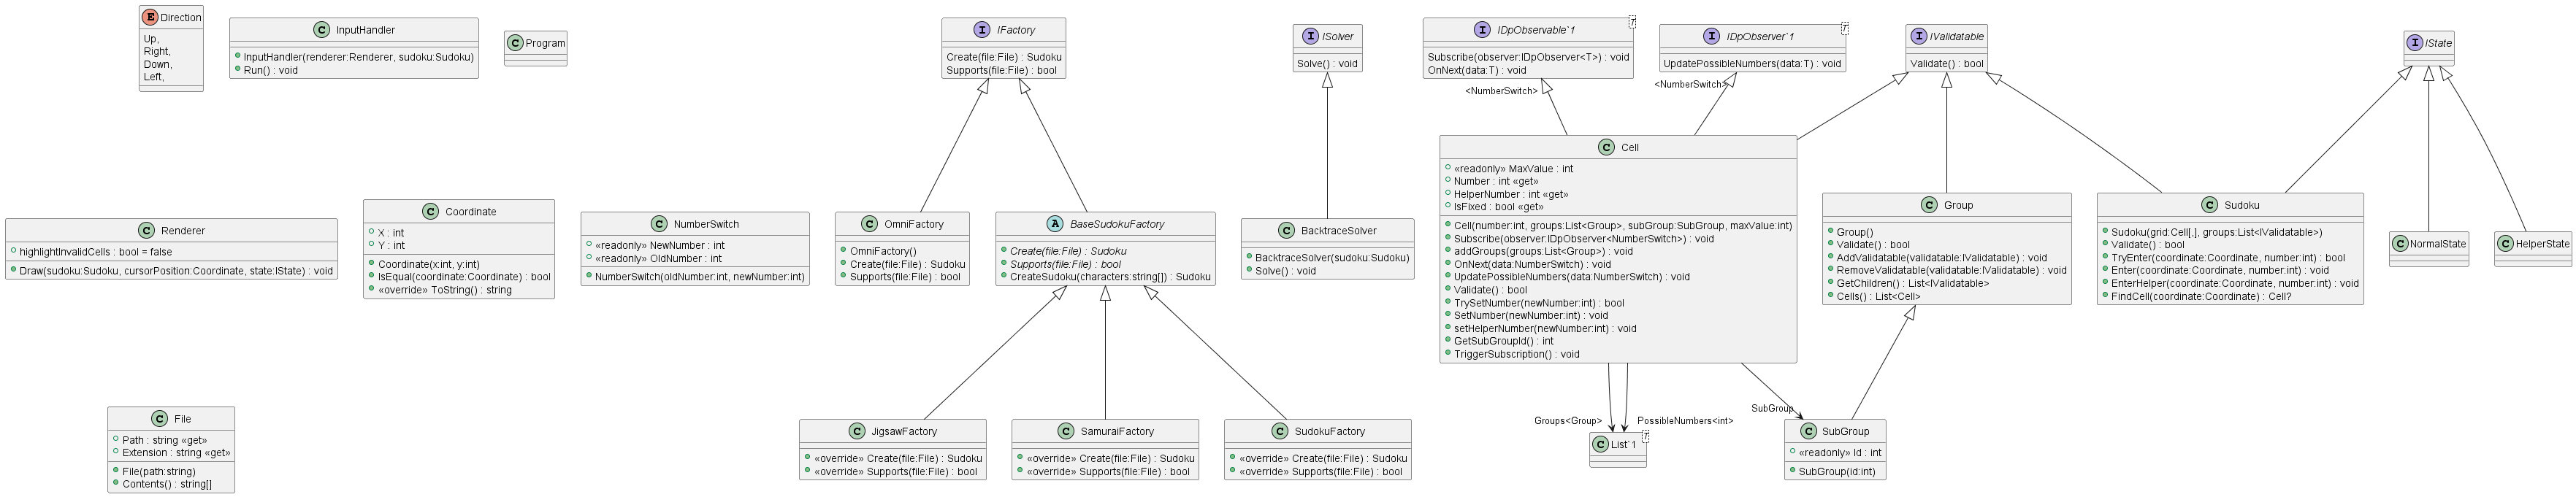 E Direction
Up,
Right,
Down,
Left,
C InputHandler
InputHandler(renderer:Renderer, sudoku:Sudoku)
Run() : void
C Program
I IFactory
Create(file:File) : Sudoku
Supports(file:File) : bool
I ISolver
Solve() : void
I IDpObservable`1
T
Subscribe(observer:IDpObserver<T>) : void
OnNext(data:T) : void
I IDpObserver`1
T
UpdatePossibleNumbers(data:T) : void
I IValidatable
Validate() : bool
I IState
<NumberSwitch>
<NumberSwitch>
C Renderer
highlightInvalidCells : bool = false
Draw(sudoku:Sudoku, cursorPosition:Coordinate, state:IState) : void
C Coordinate
X : int
Y : int
Coordinate(x:int, y:int)
IsEqual(coordinate:Coordinate) : bool
«override» ToString() : string
C NumberSwitch
«readonly» NewNumber : int
«readonly» OldNumber : int
NumberSwitch(oldNumber:int, newNumber:int)
C OmniFactory
OmniFactory()
Create(file:File) : Sudoku
Supports(file:File) : bool
A BaseSudokuFactory
Create(file:File) : Sudoku
Supports(file:File) : bool
CreateSudoku(characters:string[]) : Sudoku
C BacktraceSolver
BacktraceSolver(sudoku:Sudoku)
Solve() : void
C Cell
«readonly» MaxValue : int
Number : int «get»
HelperNumber : int «get»
IsFixed : bool «get»
Cell(number:int, groups:List<Group>, subGroup:SubGroup, maxValue:int)
Subscribe(observer:IDpObserver<NumberSwitch>) : void
addGroups(groups:List<Group>) : void
OnNext(data:NumberSwitch) : void
UpdatePossibleNumbers(data:NumberSwitch) : void
Validate() : bool
TrySetNumber(newNumber:int) : bool
SetNumber(newNumber:int) : void
setHelperNumber(newNumber:int) : void
GetSubGroupId() : int
TriggerSubscription() : void
C Group
Group()
Validate() : bool
AddValidatable(validatable:IValidatable) : void
RemoveValidatable(validatable:IValidatable) : void
GetChildren() : List<IValidatable>
Cells() : List<Cell>
C Sudoku
Sudoku(grid:Cell[,], groups:List<IValidatable>)
Validate() : bool
TryEnter(coordinate:Coordinate, number:int) : bool
Enter(coordinate:Coordinate, number:int) : void
EnterHelper(coordinate:Coordinate, number:int) : void
FindCell(coordinate:Coordinate) : Cell?
C NormalState
C HelperState
C File
Path : string «get»
Extension : string «get»
File(path:string)
Contents() : string[]
C JigsawFactory
«override» Create(file:File) : Sudoku
«override» Supports(file:File) : bool
C SamuraiFactory
«override» Create(file:File) : Sudoku
«override» Supports(file:File) : bool
C SudokuFactory
«override» Create(file:File) : Sudoku
«override» Supports(file:File) : bool
Groups<Group>
PossibleNumbers<int>
SubGroup
C List`1
T
C SubGroup
«readonly» Id : int
SubGroup(id:int)